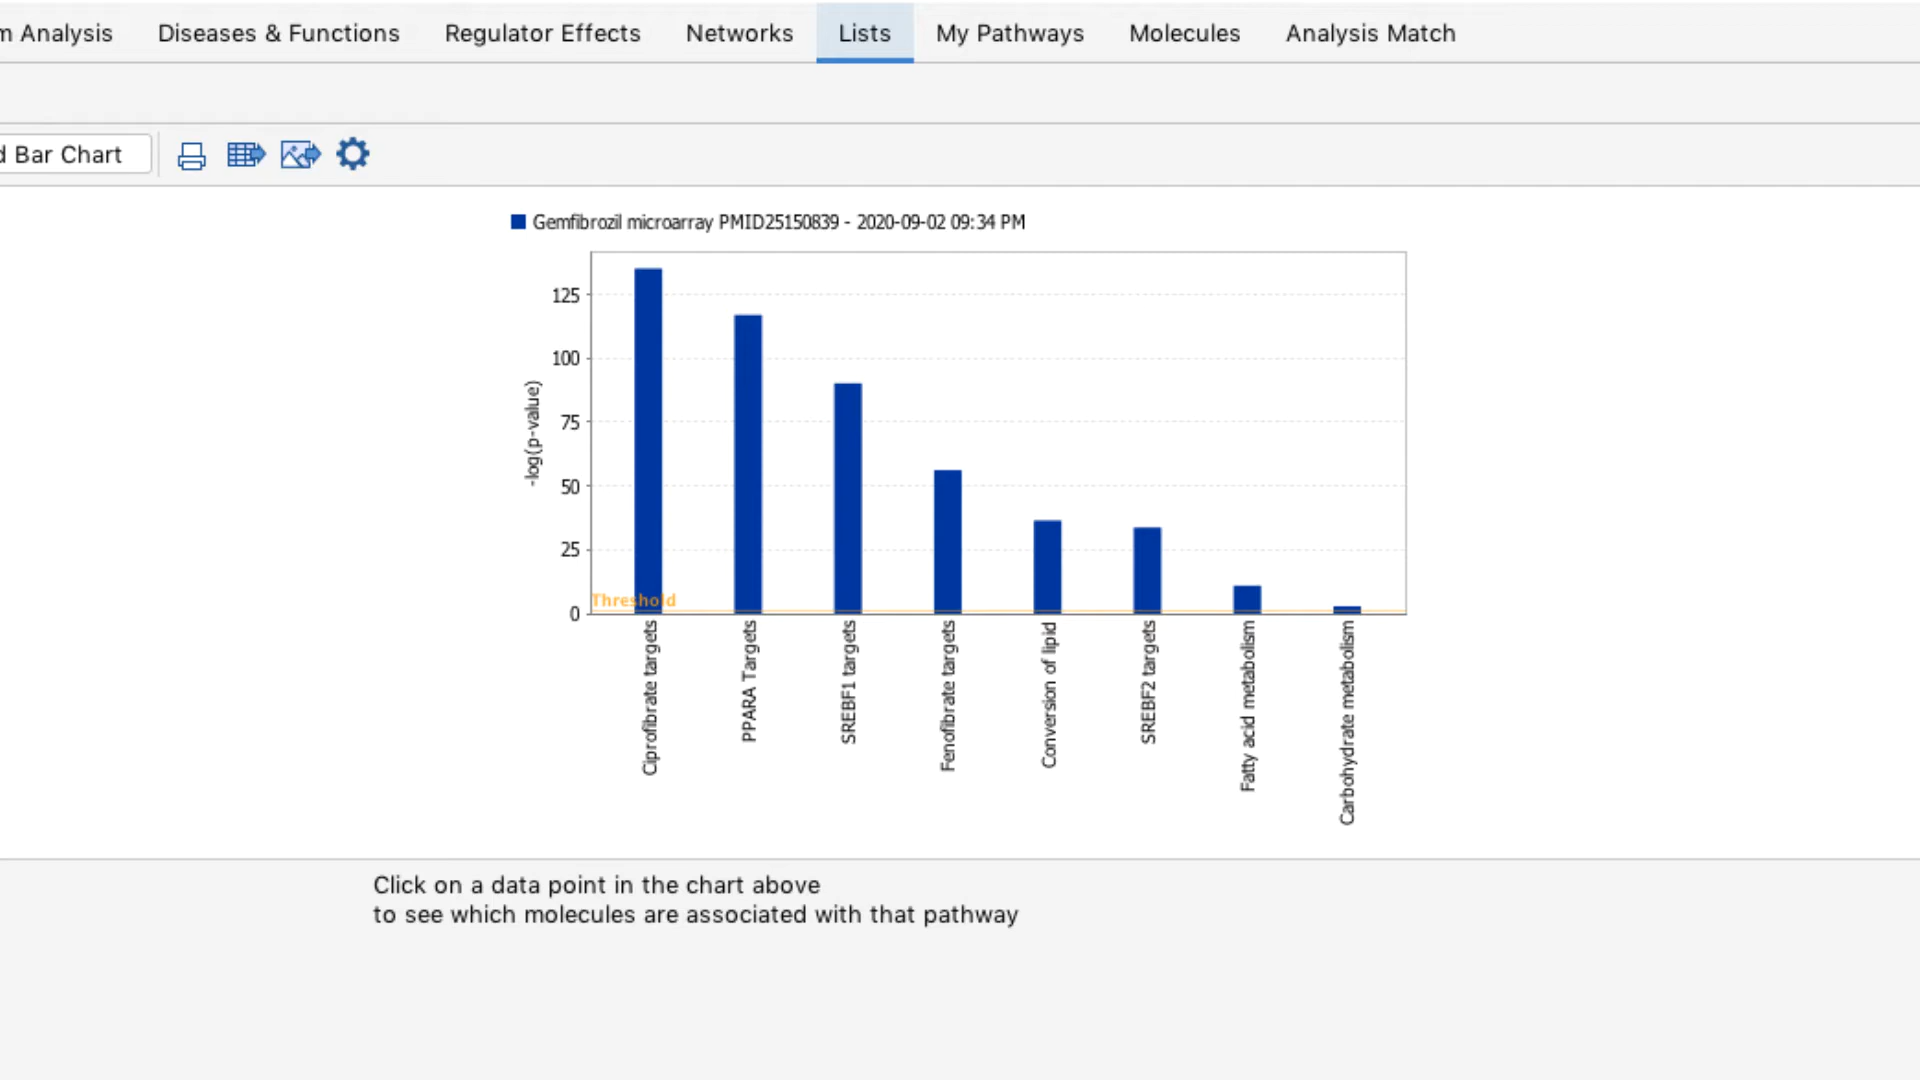 m Analysis Diseases & Functions Regulator Effects Networks Lists My Pathways Molecules Analysis Match
d Bar Chart
Gemfibrozil microarray PMID25150839 - 2020-09-02 09:34 PM
-log(p-value)
125
100
75
50
25
0
Threshold
Ciprofibrate targets
PPARA Targets
SREBF1 targets
Fenofibrate targets
Conversion of lipid
SREBF2 targets
Fatty acid metabolism
Carbohydrate metabolism
Click on a data point in the chart above
to see which molecules are associated with that pathway